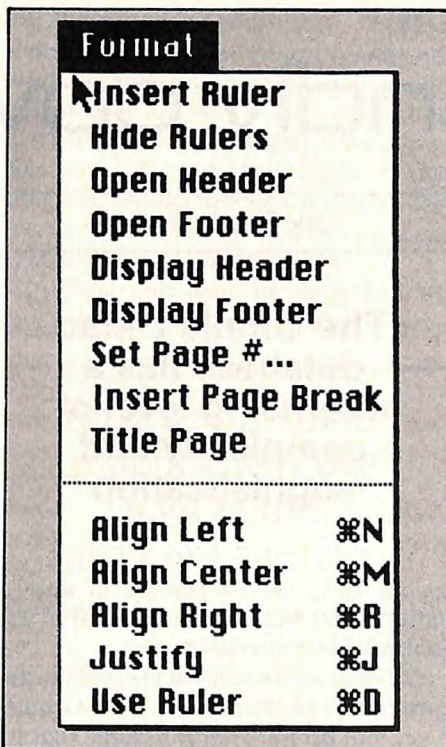 Format
Insert Ruler
Hide Rulers
Open Header
Open Footer
Display Header
Display Footer
Set Page #...
Insert Page Break
Title Page
Align Left ⌘N
Align Center ⌘M
Align Right ⌘R
Justify ⌘J
Use Ruler ⌘D